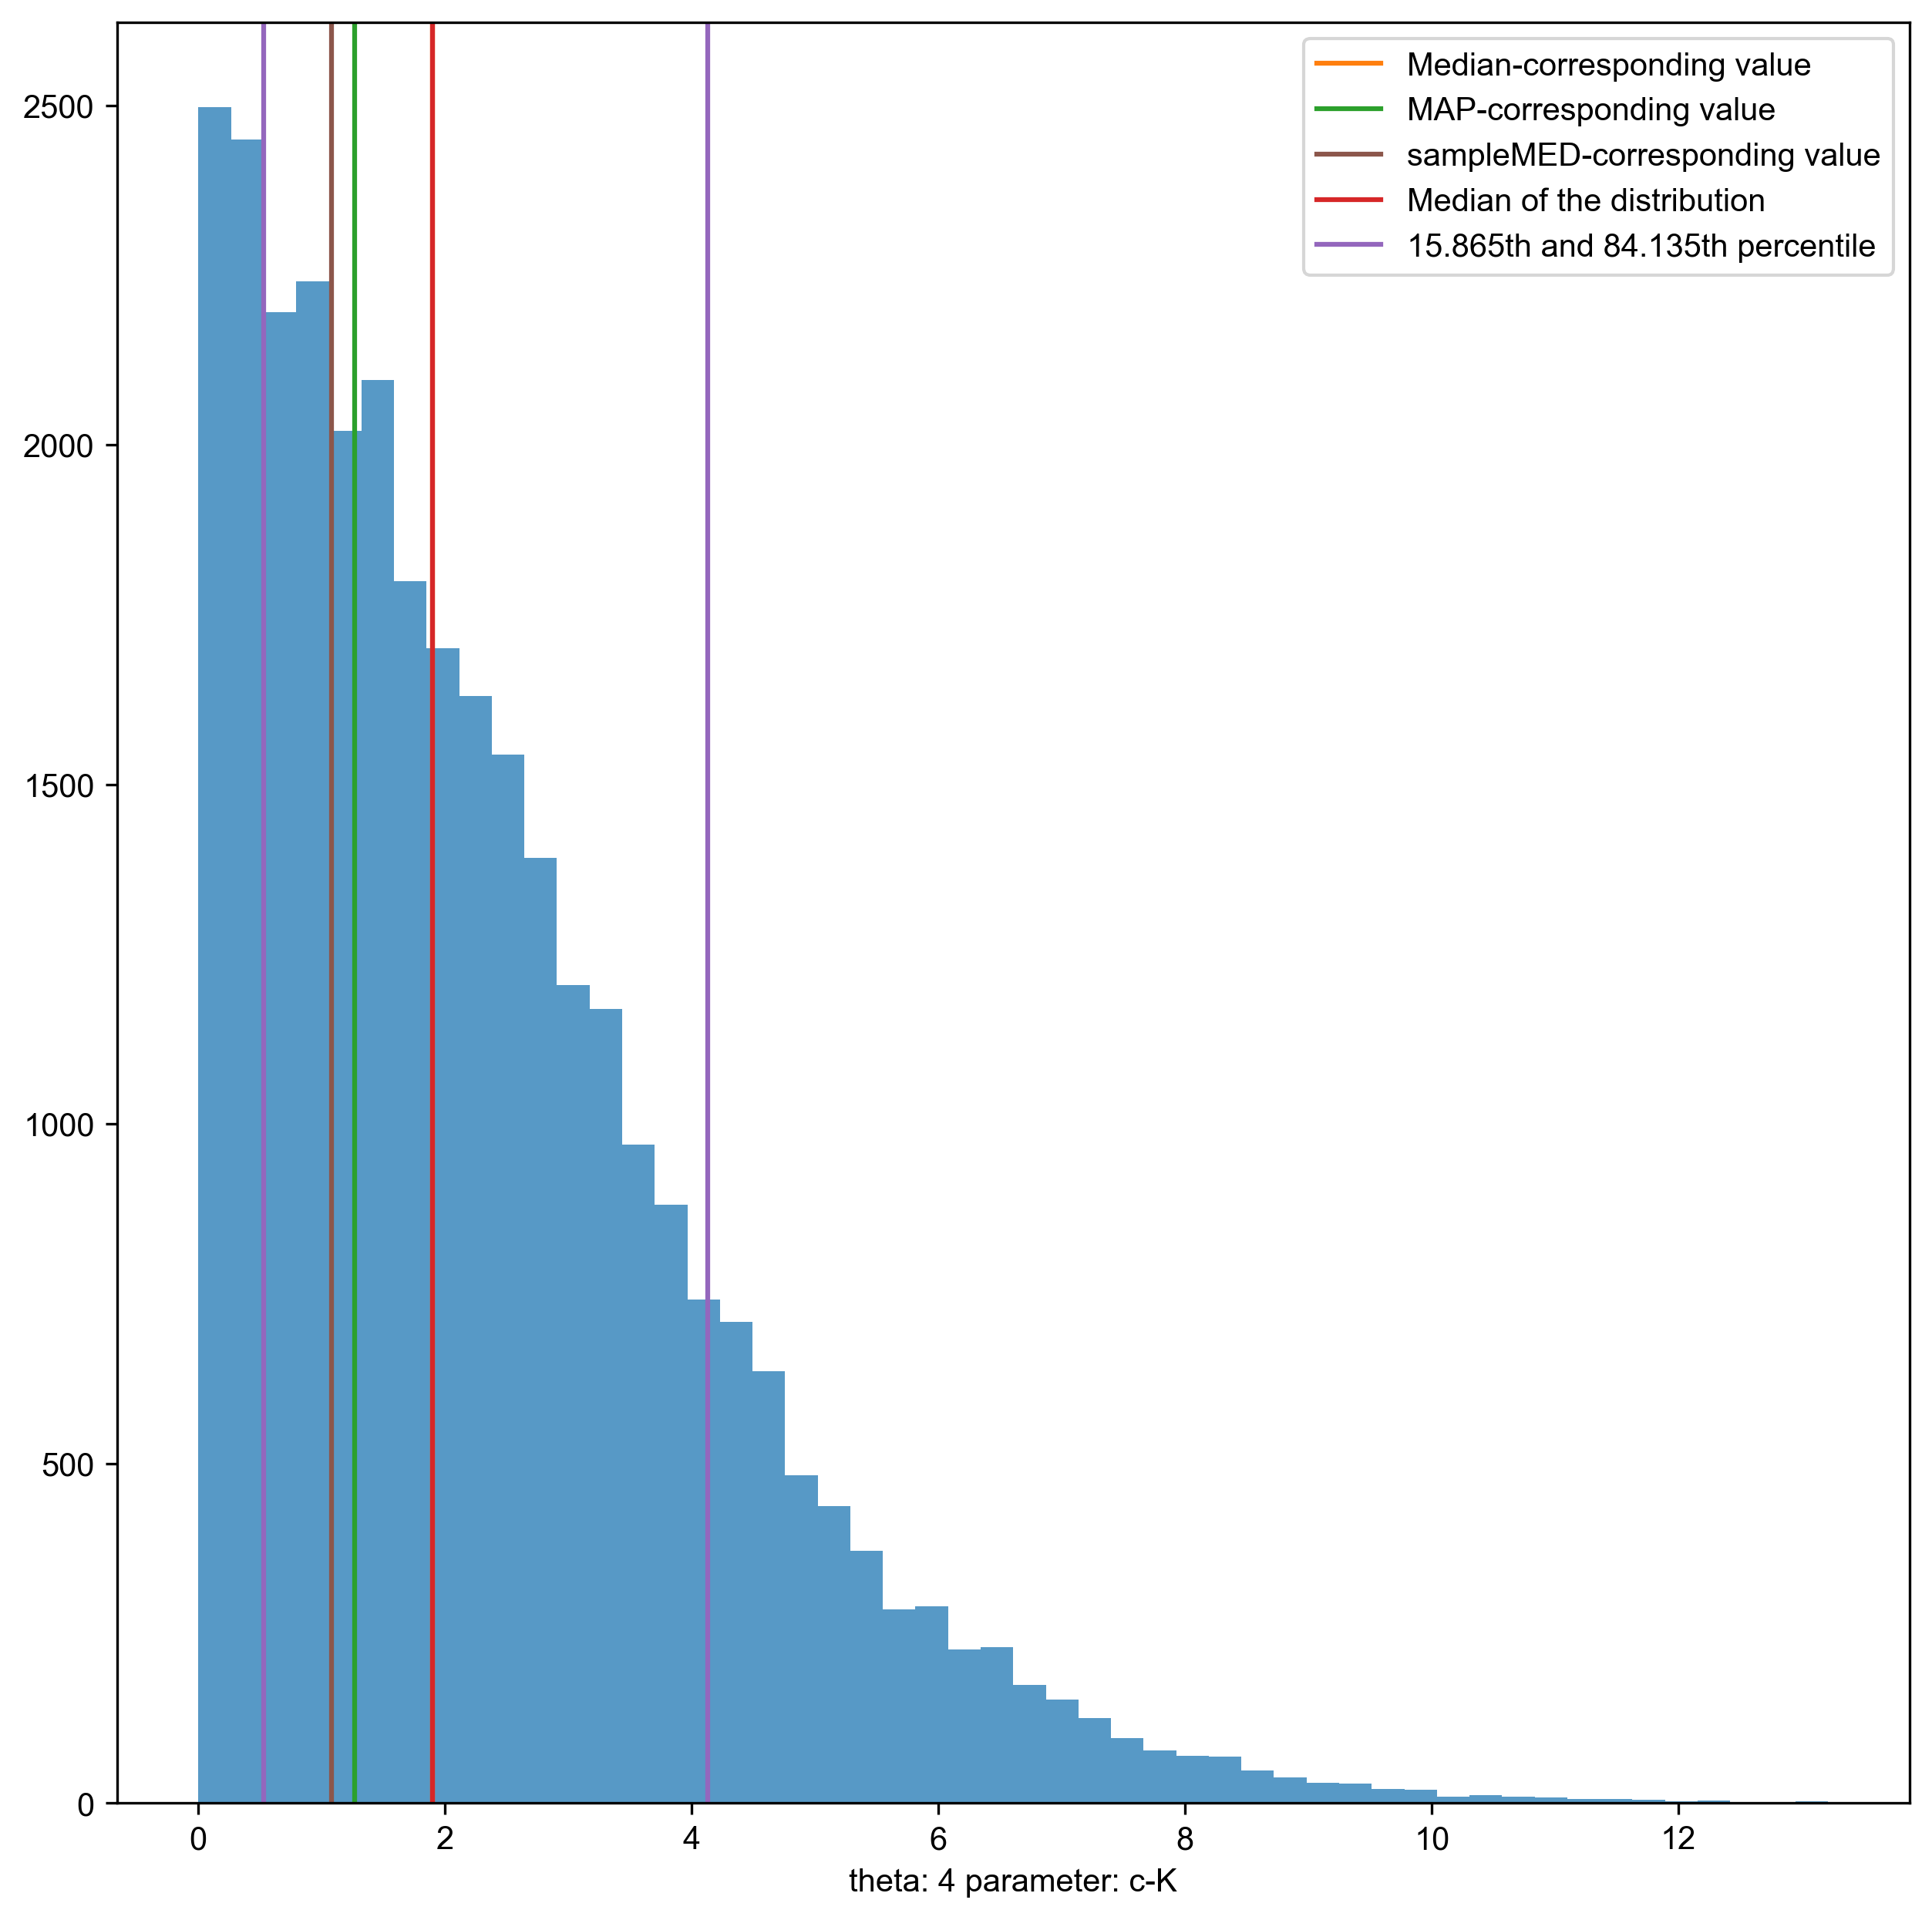 Median-corresponding value
MAP-corresponding value
sampleMED-corresponding value
Median of the distribution
15.865th and 84.135th percentile
2500
2000
1500
1000
500
0
0 2 4 6 8 10 12
theta: 4 parameter: c-K